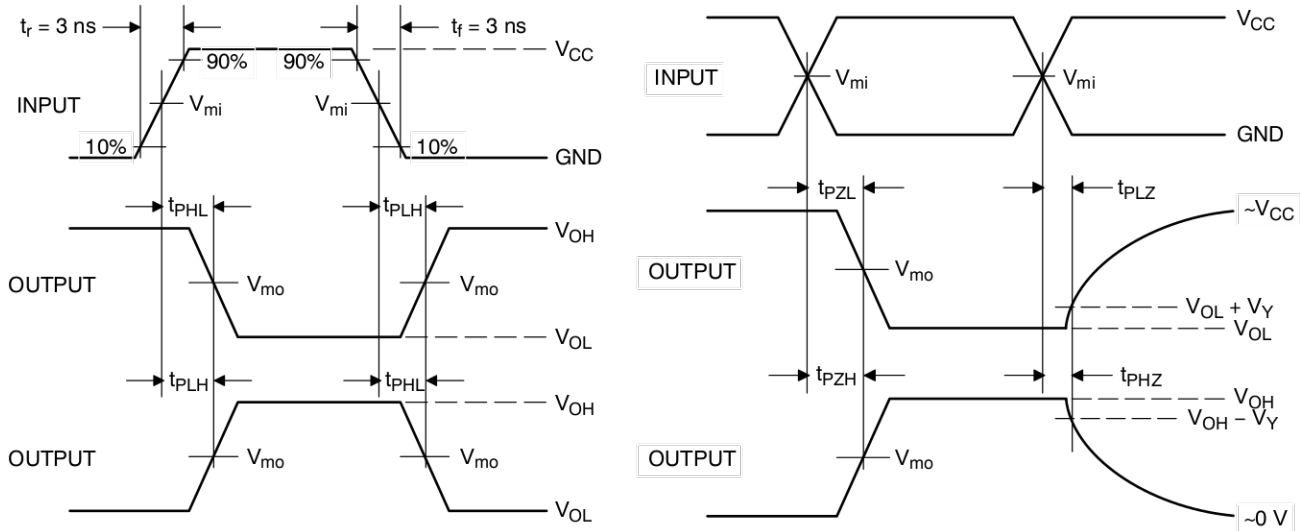 tr = 3 ns
tf = 3 ns
VCC
90%
90%
INPUT
Vmi
Vmi
10%
10%
GND
tPHL
tPLH
VOH
OUTPUT
Vmo
Vmo
VOL
tPLH
tPHL
VOH
OUTPUT
Vmo
Vmo
VOL
VCC
INPUT
Vmi
Vmi
GND
tPZL
tPLZ
~VCC
OUTPUT
Vmo
VOL + VY
VOL
tPZH
tPHZ
VOH
VOH – VY
OUTPUT
Vmo
~0 V